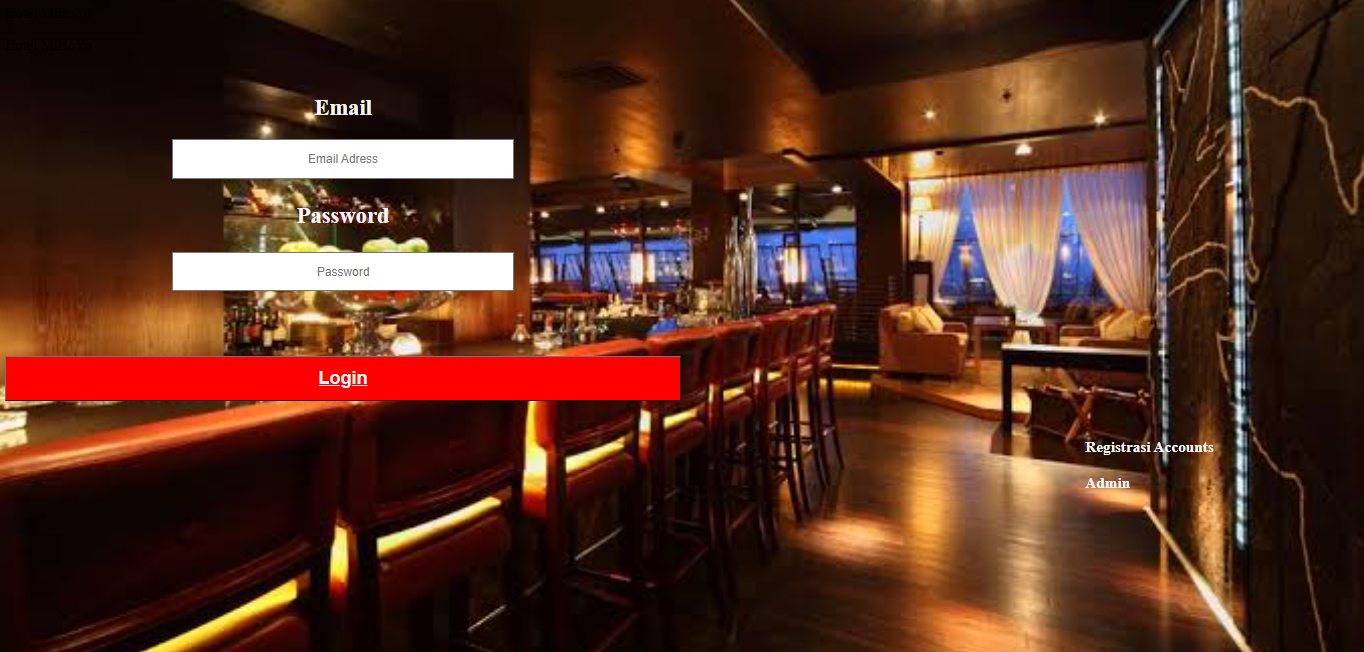 Email
Email Adress
Password
Password
Login
Registrasi Accounts
Admin